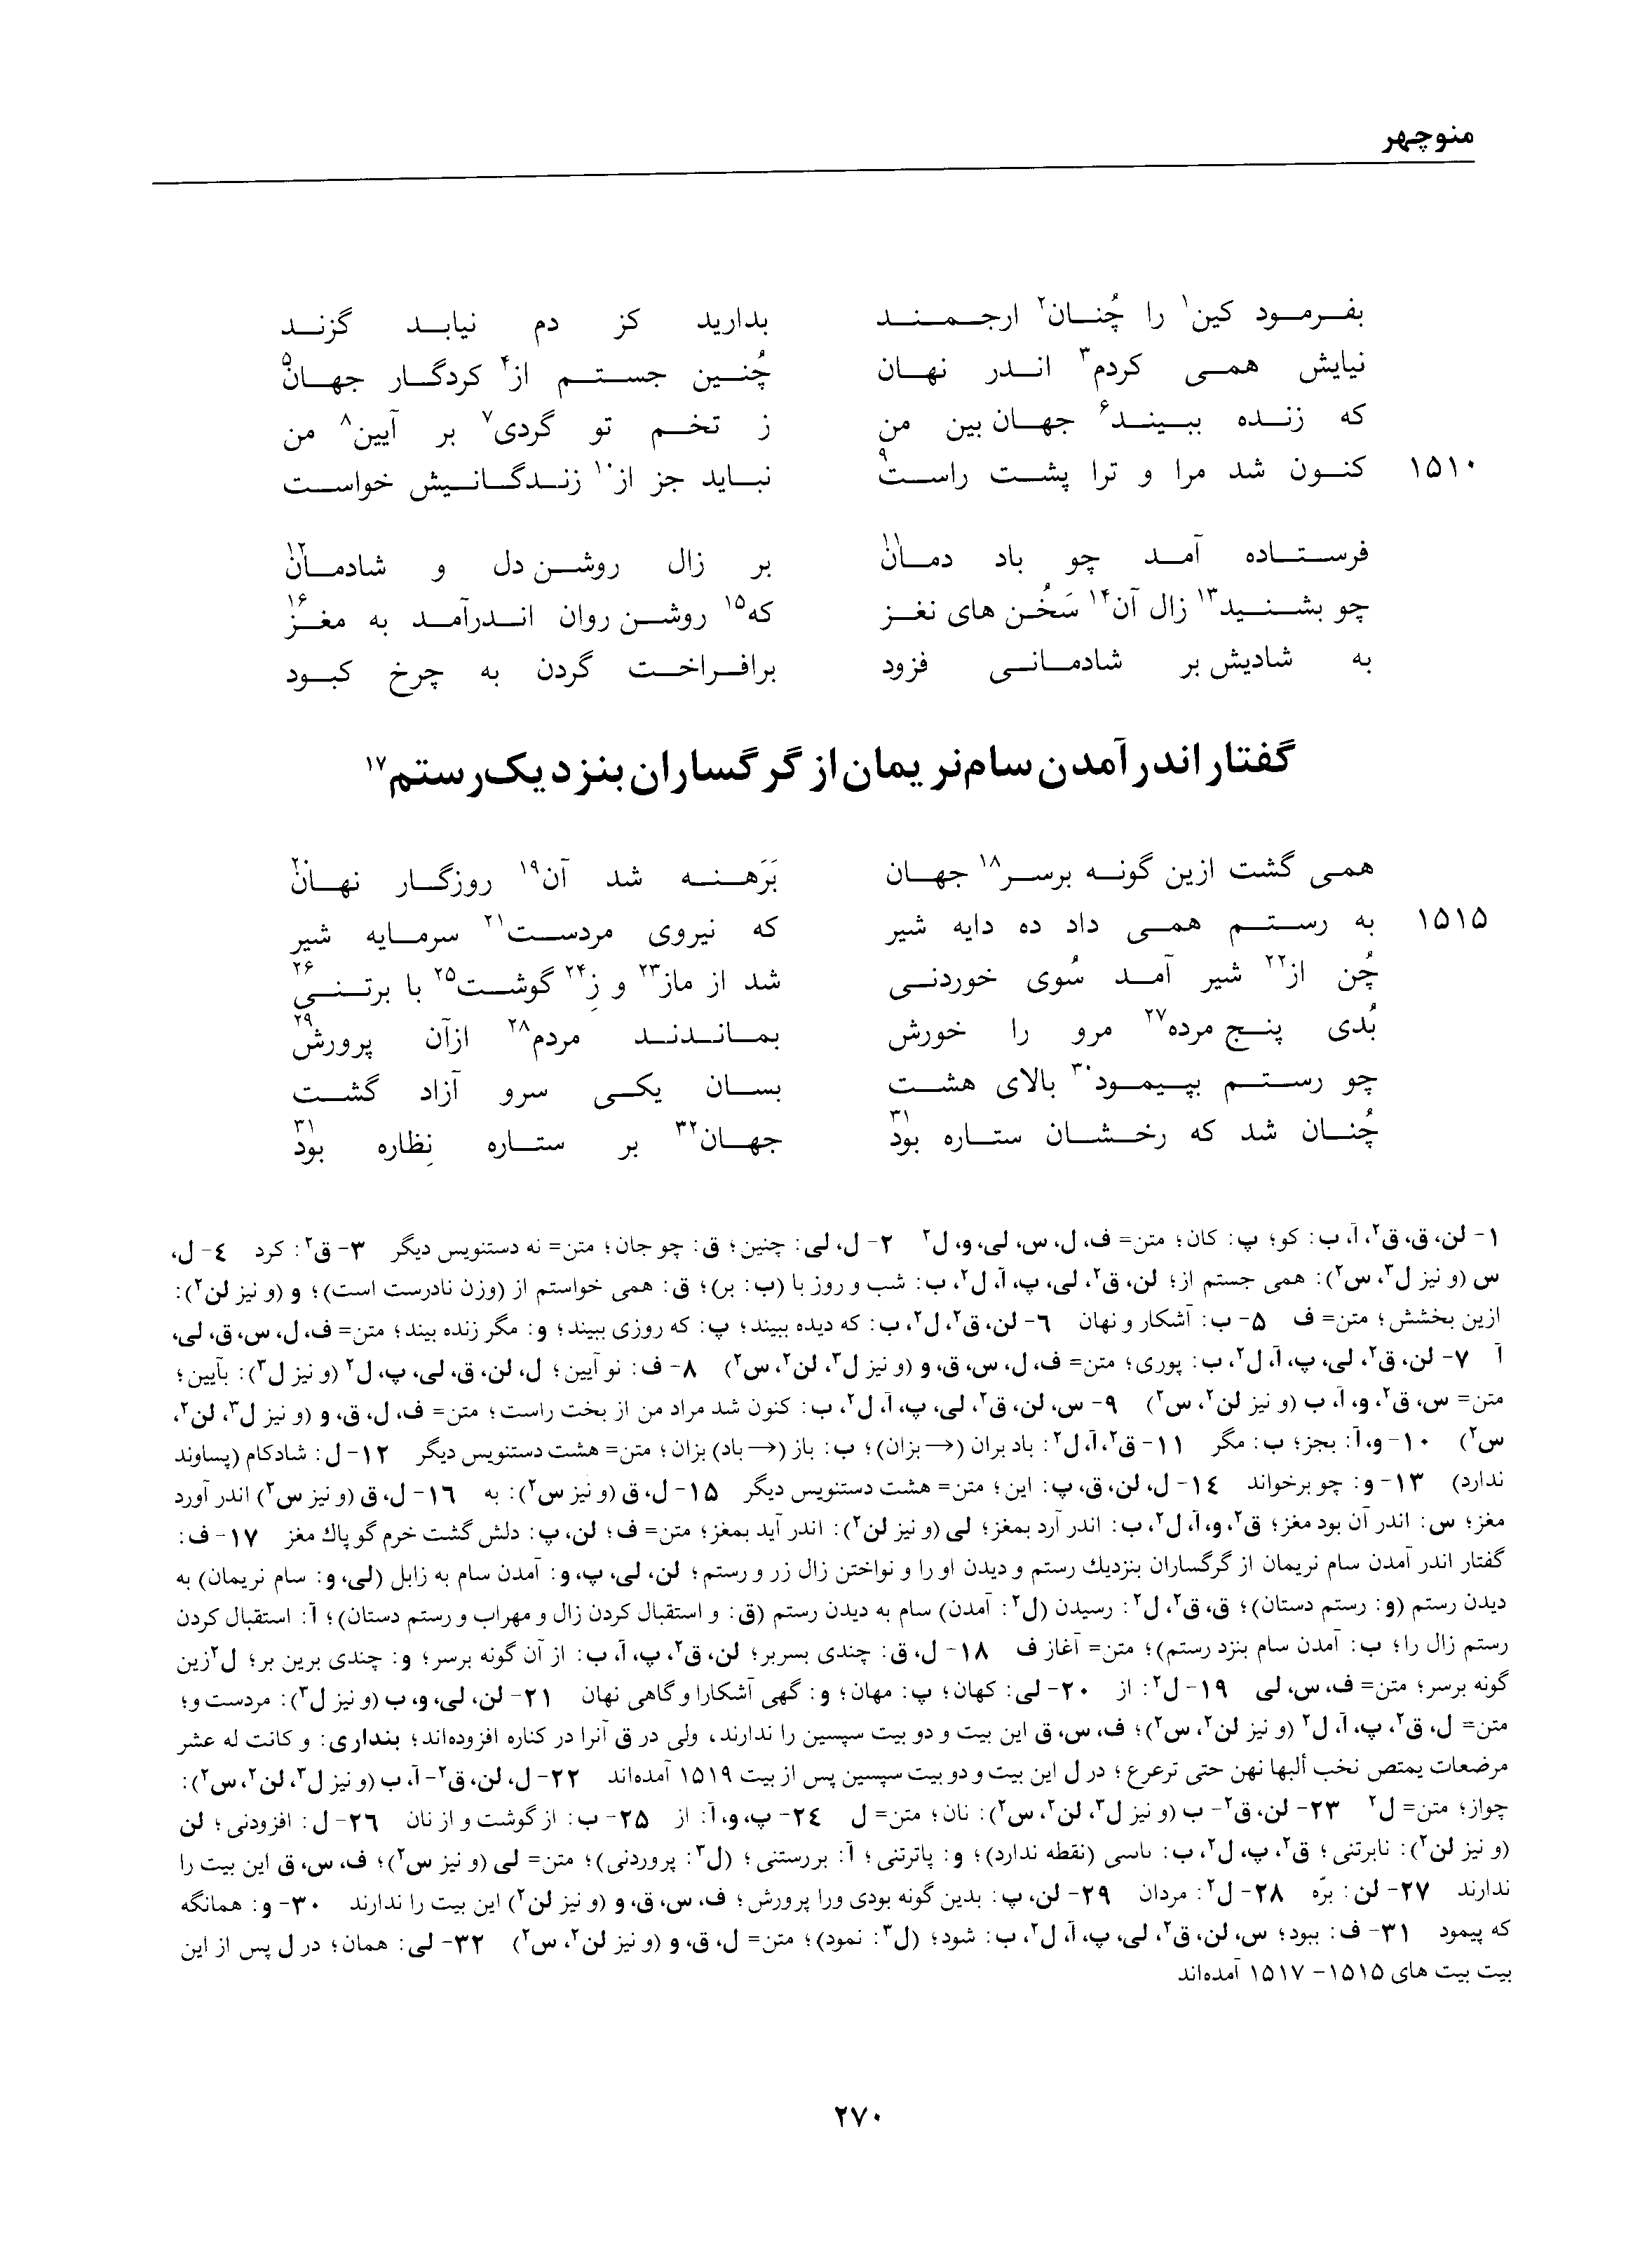 منوچهر
بفرمود کین¹ را چُنان² ارجمند بدارید کز دم نیابد گزند
نیایش همی کردم³ اندر نهان چُنین جستم از⁴ کردگار جهان⁵
که زنده ببیند⁶ جهان بین من ز تخم تو گردی⁷ بر آیین⁸ من
۱۵۱۰ کنون شد مرا و ترا پشت راست⁹ نباید جز از¹⁰ زندگانیش خواست
فرستاده آمد چو باد دمان¹¹ بر زال روشن دل و شادمان¹²
چو بشنید¹³ زال آن¹⁴ سَخُن های نغز که¹⁵ روشن روان اندرآمد به مغز¹⁶
به شادیش بر شادمانی فزود برافراخت گردن به چرخ کبود
گفتار اندر آمدن سام نریمان از گرگساران بنزدیک رستم¹⁷
همی گشت ازین گونه برسر¹⁸ جهان بَرَهنه شد آن¹⁹ روزگار نهان²⁰
۱۵۱۵ به رستم همی داد ده دایه شیر که نیروی مردست²¹ سرمایه شیر
چُن از²² شیر آمد سُوی خوردنی شد از ماز²³ و زِ²⁴ گوشت²⁵ با برتنی²⁶
بُدی پنج مرده²⁷ مرو را خورش بماندند مردم²⁸ ازآن پرورش²⁹
چو رستم بپیمود³⁰ بالای هشت بسان یکی سرو آزاد گشت
چُنان شد که رخشان ستاره بود³¹ جهان³² بر ستاره نِظاره بود³¹
۱- لن، ق، ق²، آ، ب: کو؛ پ: کان؛ متن= ف، ل، س، لی، و، ل² ۲- ل، لی: چنین؛ ق: چو جان؛ متن= نه دستنویس دیگر ۳- ق²: کرد ۴- ل،
س (و نیز ل³، س²): همی جستم از؛ لن، ق²، لی، پ، آ، ل²، ب: شب و روز با (ب: بر)؛ ق: همی خواستم از (وزن نادرست است)؛ و (و نیز لن²):
ازین بخشش؛ متن= ف ۵- ب: آشکار و نهان ۶- لن، ق²، ل²، ب: که دیده ببیند؛ پ: که روزی ببیند؛ و: مگر زنده بیند؛ متن= ف، ل، س، ق، لی،
آ ۷- لن، ق²، لی، پ، آ، ل²، ب: پوری؛ متن= ف، ل، س، ق، و (و نیز ل³، لن²، س²) ۸- ف: نو آیین؛ ل، لن، ق، لی، پ، ل² (و نیز ل³): بآیین؛
متن= س، ق²، و، آ، ب (و نیز لن²، س²) ۹- س، لن، ق²، لی، پ، آ، ل²، ب: کنون شد مراد من از بخت راست؛ متن= ف، ل، ق، و (و نیز ل³، لن²،
س²) ۱۰- و، آ: بجز؛ ب: مگر ۱۱- ق²، آ، ل²: باد بران (→ بزان)؛ ب: باز (→ باد) بزان؛ متن= هشت دستنویس دیگر ۱۲- ل: شادکام (پساوند
ندارد) ۱۳- و: چو برخواند ۱۴- ل، لن، ق، پ: این؛ متن= هشت دستنویس دیگر ۱۵- ل، ق (و نیز س²): به ۱۶- ل، ق (و نیز س²) اندر آورد
مغز؛ س: اندر آن بود مغز؛ ق²، و، آ، ل²، ب: اندر آرد بمغز؛ لی (و نیز لن²): اندر آید بمغز؛ متن= ف؛ لن، پ: دلش گشت خرم گو پاك مغز ۱۷- ف:
گفتار اندر آمدن سام نریمان از گرگساران بنزدیك رستم و دیدن او را و نواختن زال زر و رستم؛ لن، لی، پ، و: آمدن سام به زابل (لی، و: سام نریمان) به
دیدن رستم (و: رستم دستان)؛ ق، ق²، ل²: رسیدن (ل²: آمدن) سام به دیدن رستم (ق: و استقبال کردن زال و مهراب و رستم دستان)؛ آ: استقبال کردن
رستم زال را؛ ب: آمدن سام بنزد رستم)؛ متن= آغاز ف ۱۸- ل، ق: چندی بسربر؛ لن، ق²، پ، آ، ب: از آن گونه برسر؛ و: چندی برین بر؛ ل²زین
گونه برسر؛ متن= ف، س، لی ۱۹- ل²: از ۲۰- لی: کهان؛ پ: مهان؛ و: گهی آشکارا و گاهی نهان ۲۱- لن، لی، و، ب (و نیز ل³): مردست و؛
متن= ل، ق²، پ، آ، ل² (و نیز لن²، س²)؛ ف، س، ق این بیت و دو بیت سپسین را ندارند، ولی در ق آنرا در کناره افزوده‌اند؛ بنداری: و کانت له عشر
مرضعات یمتص نخب ألبها نهن حتی ترعرع؛ در ل این بیت و دو بیت سپسین پس از بیت ۱۵۱۹ آمده‌اند ۲۲- ل، لن، ق²- آ، ب (و نیز ل³، لن²، س²):
چواز؛ متن= ل² ۲۳- لن، ق²- ب (و نیز ل³، لن²، س²): نان؛ متن= ل ۲۴- پ، و، آ: از ۲۵- ب: از گوشت و از نان ۲۶- ل: افزودنی؛ لن
(و نیز لن²): نابرتنی؛ ق²، پ، ل²، ب: (نقطه ندارد)؛ و: پاترتنی؛ آ: بررستنی؛ (ل³: پروردنی)؛ متن= لی (و نیز س²)؛ ف، س، ق این بیت را
ندارند ۲۷- لن: برّه ۲۸- ل²: مردان ۲۹- لن، پ: بدین گونه بودی ورا پرورش؛ ف، س، ق، و (و نیز لن²) این بیت را ندارند ۳۰- و: همانگه
که پیمود ۳۱- ف: ببود؛ س، لن، ق²، لی، پ، آ، ل²، ب: شود؛ (ل³: نمود)؛ متن= ل، ق، و (و نیز لن²، س²) ۳۲- لی: همان؛ در ل پس از این
بیت بیت های ۱۵۱۵- ۱۵۱۷ آمده‌اند
۲۷۰